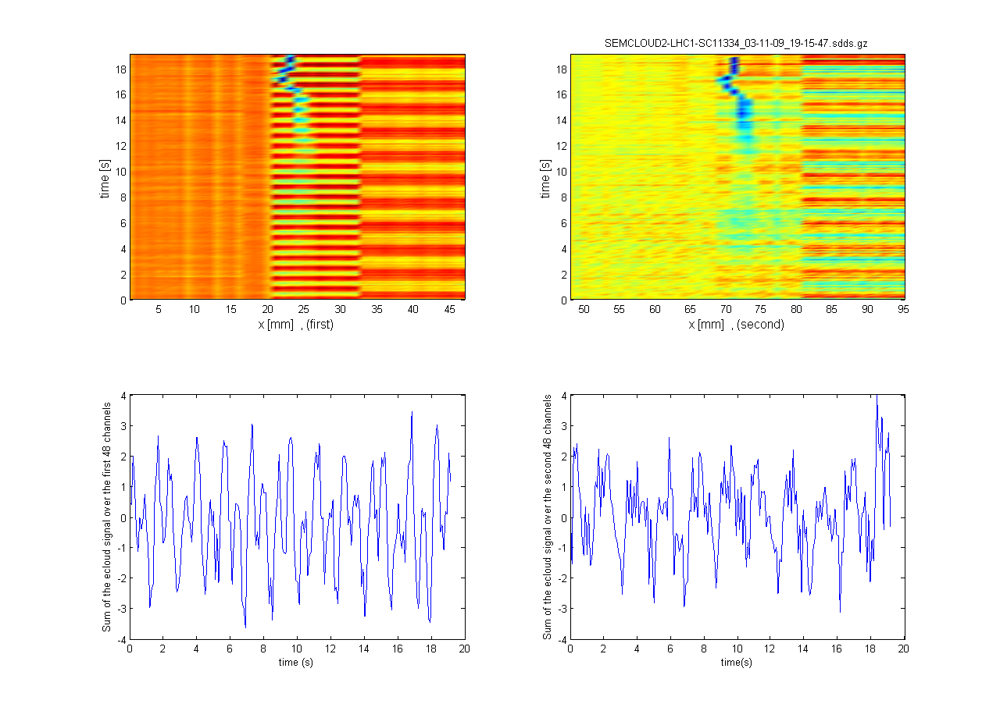 SEMCLOUD2-LHC1-SC11334_03-11-09_19-15-47.sdds.gz
time [s]
18
16
14
12
10
8
6
4
2
0
5 10 15 20 25 30 35 40 45
x [mm] , (first)
time [s]
18
16
14
12
10
8
6
4
2
0
50 55 60 65 70 75 80 85 90 95
x [mm] , (second)
Sum of the ecloud signal over the first 48 channels
4
3
2
1
0
-1
-2
-3
-4
0 2 4 6 8 10 12 14 16 18 20
time (s)
Sum of the ecloud signal over the second 48 channels
4
3
2
1
0
-1
-2
-3
-4
0 2 4 6 8 10 12 14 16 18 20
time(s)